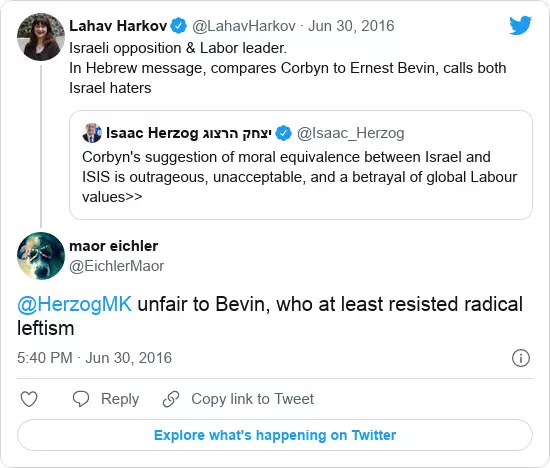 Lahav Harkov @LahavHarkov · Jun 30, 2016
Israeli opposition & Labor leader.
In Hebrew message, compares Corbyn to Ernest Bevin, calls both
Israel haters
Isaac Herzog יצחק הרצוג @Isaac_Herzog
Corbyn's suggestion of moral equivalence between Israel and
ISIS is outrageous, unacceptable, and a betrayal of global Labour
values>>
maor eichler
@EichlerMaor
@HerzogMK unfair to Bevin, who at least resisted radical
leftism
5:40 PM · Jun 30, 2016
Reply
Copy link to Tweet
Explore what's happening on Twitter